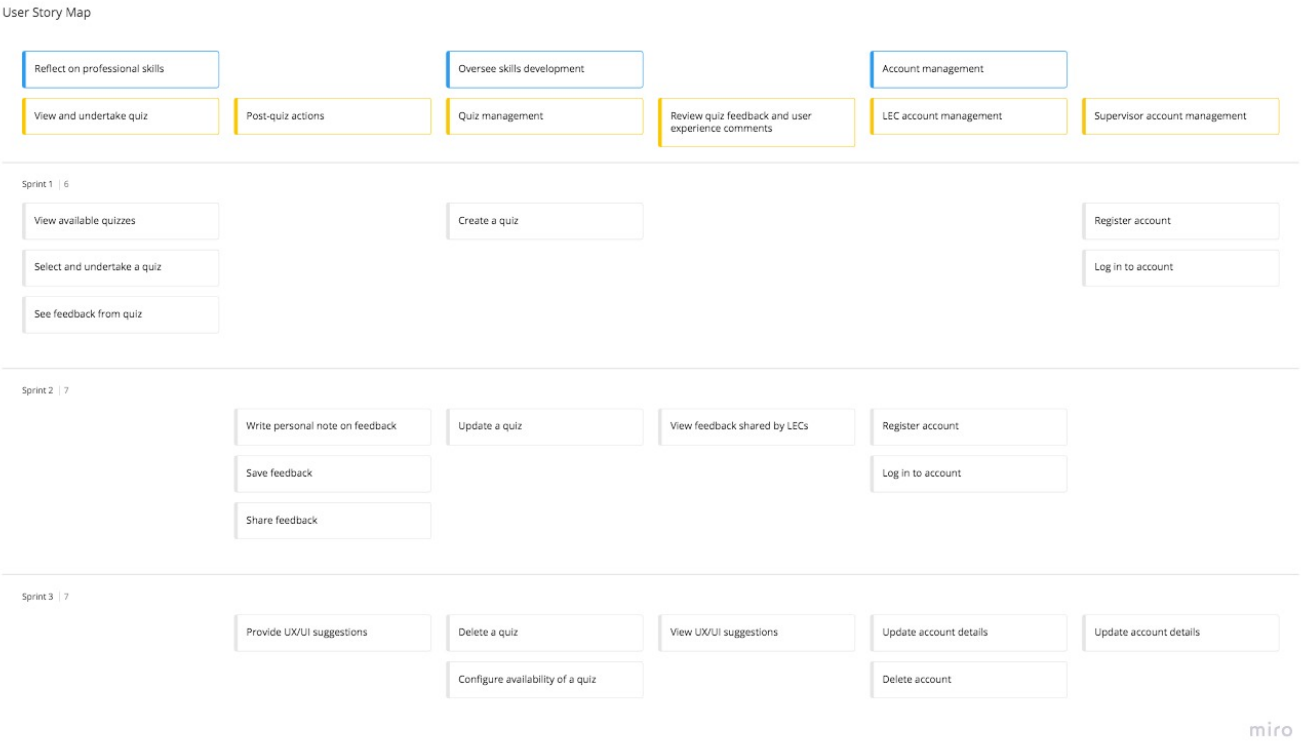 User Story Map
Reflect on professional skills
Oversee skills development
Account management
View and undertake quiz
Post-quiz actions
Quiz management
Review quiz feedback and user
experience comments
LEC account management
Supervisor account management
Sprint 1 | 6
View available quizzes
Create a quiz
Register account
Select and undertake a quiz
Log in to account
See feedback from quiz
Sprint 2 | 7
Write personal note on feedback
Update a quiz
View feedback shared by LECs
Register account
Save feedback
Log in to account
Share feedback
Sprint 3 | 7
Provide UX/UI suggestions
Delete a quiz
View UX/UI suggestions
Update account details
Update account details
Configure availability of a quiz
Delete account
miro